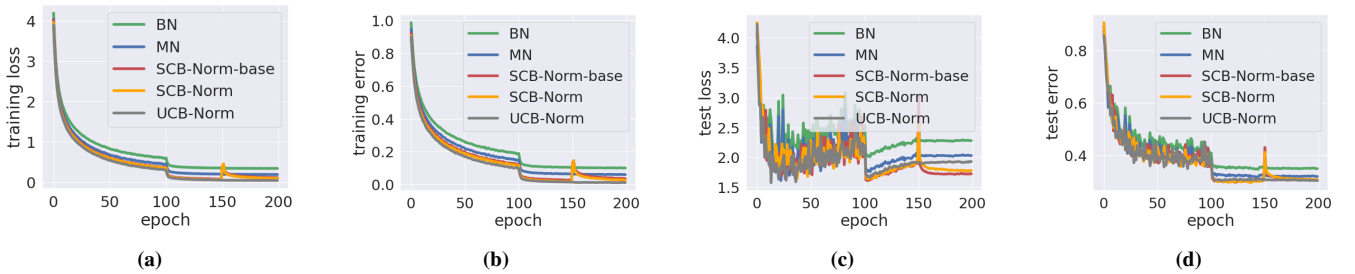 training loss
4
3
2
1
0
BN
MN
SCB-Norm-base
SCB-Norm
UCB-Norm
0 50 100 150 200
epoch
(a)
training error
1.0
0.8
0.6
0.4
0.2
0.0
BN
MN
SCB-Norm-base
SCB-Norm
UCB-Norm
0 50 100 150 200
epoch
(b)
test loss
4.0
3.5
3.0
2.5
2.0
1.5
BN
MN
SCB-Norm-base
SCB-Norm
UCB-Norm
0 50 100 150 200
epoch
(c)
test error
0.8
0.6
0.4
BN
MN
SCB-Norm-base
SCB-Norm
UCB-Norm
0 50 100 150 200
epoch
(d)